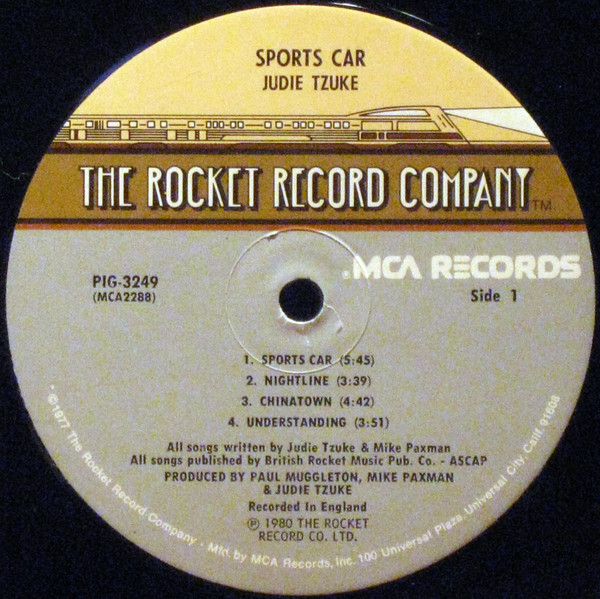 SPORTS CAR
JUDIE TZUKE
THE ROCKET RECORD COMPANY TM
MCA RECORDS
PIG-3249
(MCA2288)
Side 1
1. SPORTS CAR (5:45)
2. NIGHTLINE (3:39)
3. CHINATOWN (4:42)
4. UNDERSTANDING (3:51)
All songs written by Judie Tzuke & Mike Paxman
All songs published by British Rocket Music Pub. Co. - ASCAP
PRODUCED BY PAUL MUGGLETON, MIKE PAXMAN
& JUDIE TZUKE
Recorded In England
℗ 1980 THE ROCKET
RECORD CO. LTD.
©1977 The Rocket Record Company - Mfd. by MCA Records, Inc. 100 Universal Plaza, Universal City, Calif. 91608